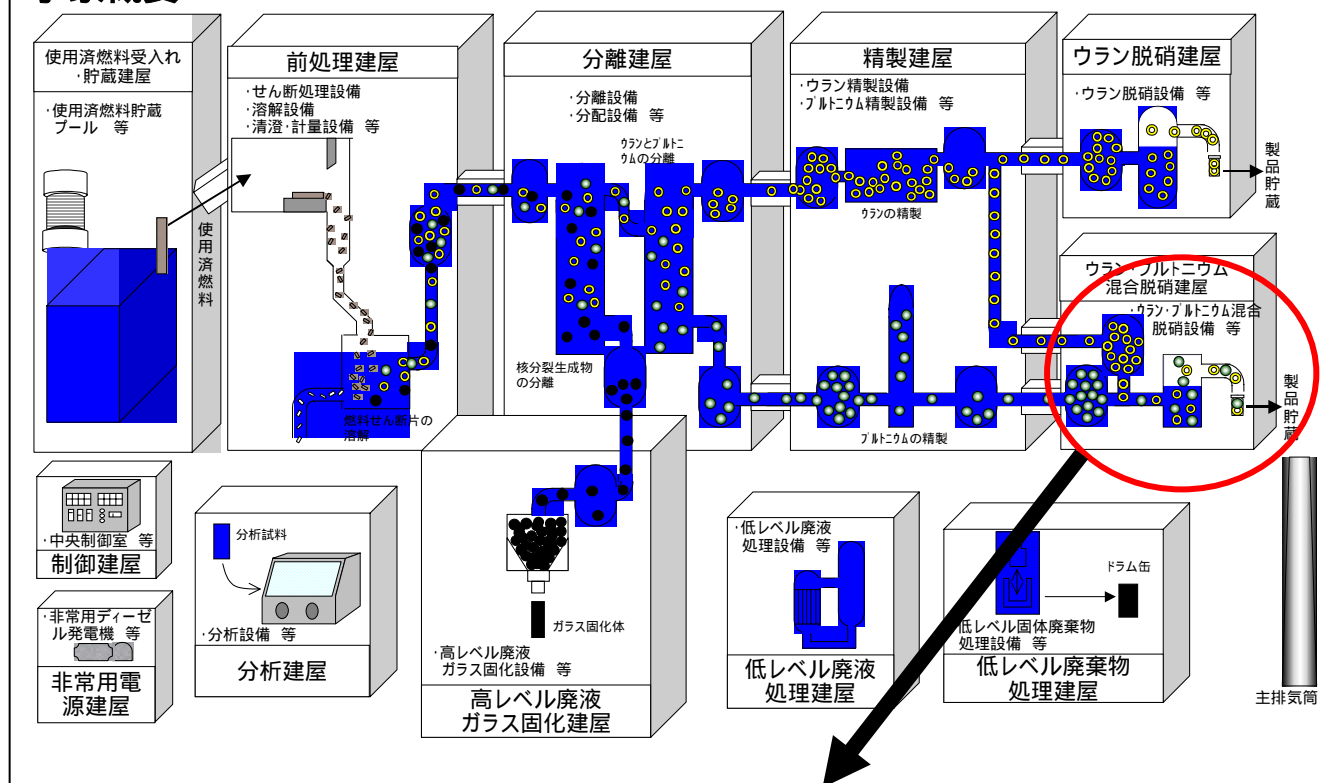 使用済燃料受入れ
・貯蔵建屋
・使用済燃料貯蔵
プール 等
使用済燃料
前処理建屋
・せん断処理設備
・溶解設備
・清澄・計量設備 等
燃料せん断片の
溶解
分離建屋
・分離設備
・分配設備 等
ウランとプルトニ
ウムの分離
核分裂生成物
の分離
精製建屋
・ウラン精製設備
・プルトニウム精製設備 等
ウランの精製
プルトニウムの精製
ウラン脱硝建屋
・ウラン脱硝設備 等
製品貯蔵
ウラン・プルトニウム
混合脱硝建屋
・ウラン・プルトニウム混合
脱硝設備 等
製品貯蔵
・中央制御室 等
制御建屋
・非常用ディーゼ
ル発電機 等
非常用電
源建屋
分析試料
・分析設備 等
分析建屋
ガラス固化体
・高レベル廃液
ガラス固化設備 等
高レベル廃液
ガラス固化建屋
・低レベル廃液
処理設備 等
低レベル廃液
処理建屋
ドラム缶
低レベル固体廃棄物
処理設備 等
低レベル廃棄物
処理建屋
主排気筒